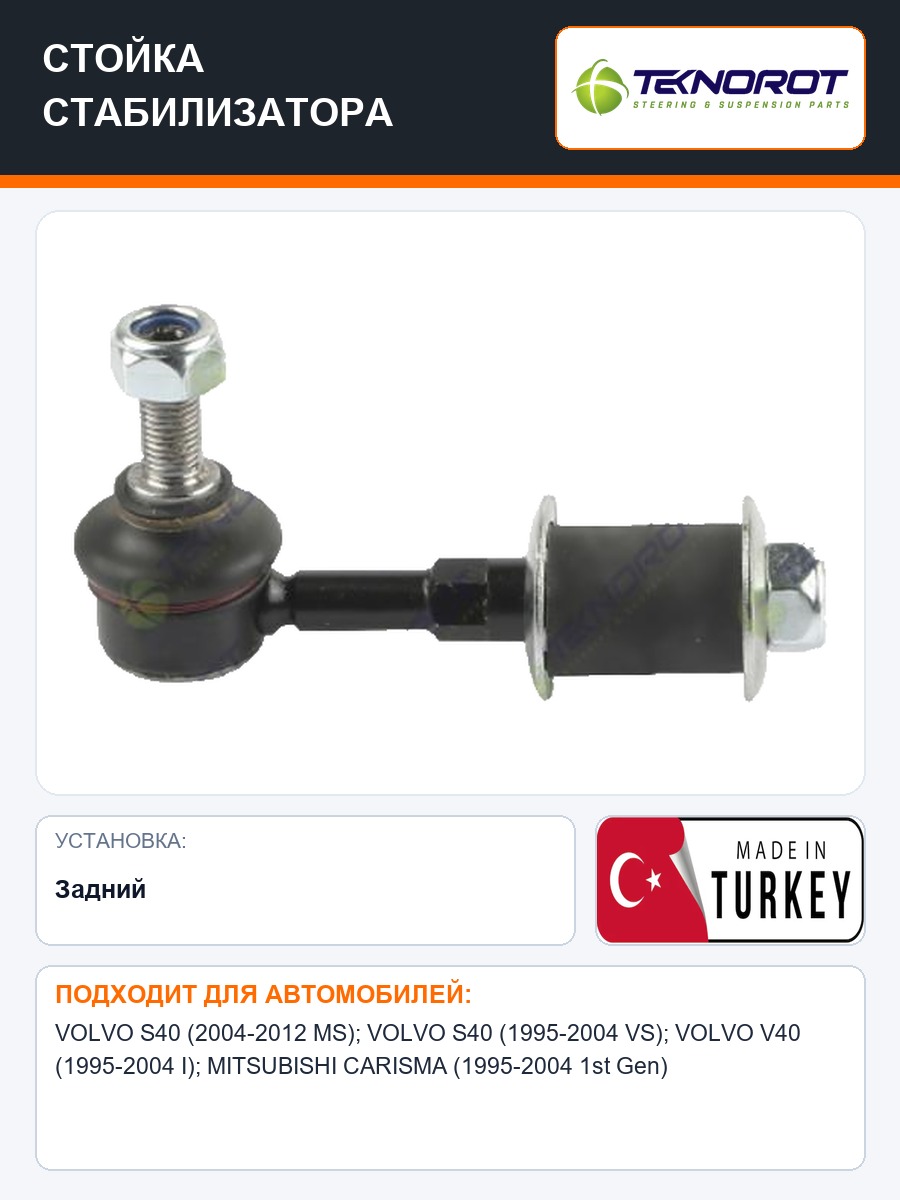 СТОЙКА
СТАБИЛИЗАТОРА
TEKNOROT
STEERING & SUSPENSION PARTS
УСТАНОВКА:
Задний
MADE IN
TURKEY
ПОДХОДИТ ДЛЯ АВТОМОБИЛЕЙ:
VOLVO S40 (2004-2012 MS); VOLVO S40 (1995-2004 VS); VOLVO V40
(1995-2004 I); MITSUBISHI CARISMA (1995-2004 1st Gen)